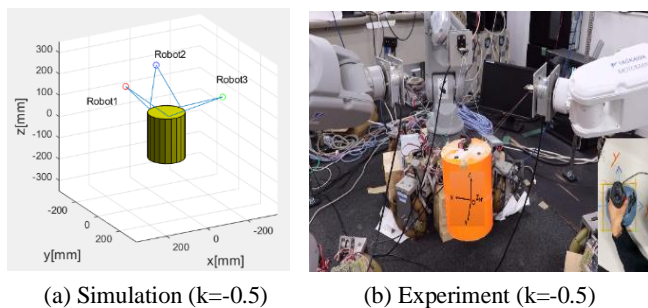 300
200
100
0
-100
-200
-300
z[mm]
Robot2
Robot1
Robot3
-200
0
200
y[mm]
200
0
-200
x[mm]
YASKAWA
MOTOMAN
y
(a) Simulation (k=-0.5)
(b) Experiment (k=-0.5)